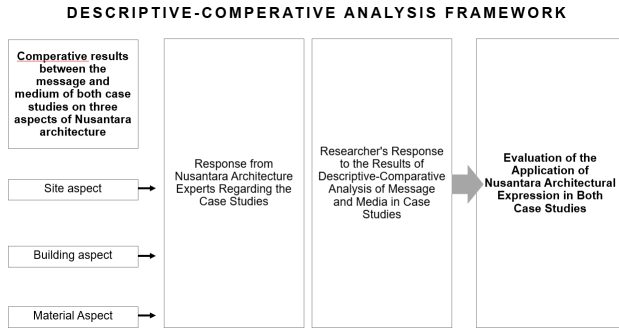 DESCRIPTIVE-COMPERATIVE ANALYSIS FRAMEWORK
Comperative results
between the
message and
medium of both case
studies on three
aspects of Nusantara
architecture
Site aspect
Building aspect
Material Aspect
Response from
Nusantara Architecture
Experts Regarding the
Case Studies
Researcher's Response
to the Results of
Descriptive-Comparative
Analysis of Message
and Media in Case
Studies
Evaluation of the
Application of
Nusantara Architectural
Expression in Both
Case Studies